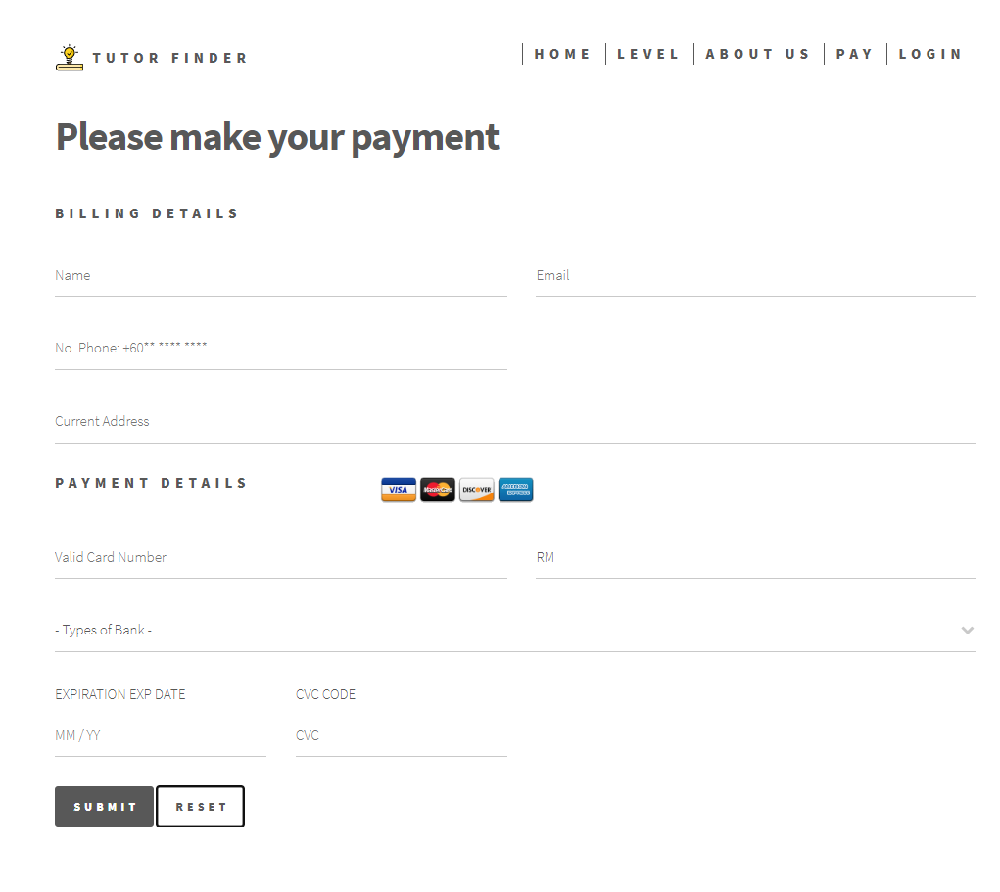 TUTOR FINDER
HOME
LEVEL
ABOUT US
PAY
LOGIN
Please make your payment
BILLING DETAILS
Name
Email
No. Phone: +60** **** ****
Current Address
PAYMENT DETAILS
VISA
MasterCard
DISCOVER
AMERICAN EXPRESS
Valid Card Number
RM
- Types of Bank -
EXPIRATION EXP DATE
CVC CODE
MM / YY
CVC
SUBMIT
RESET